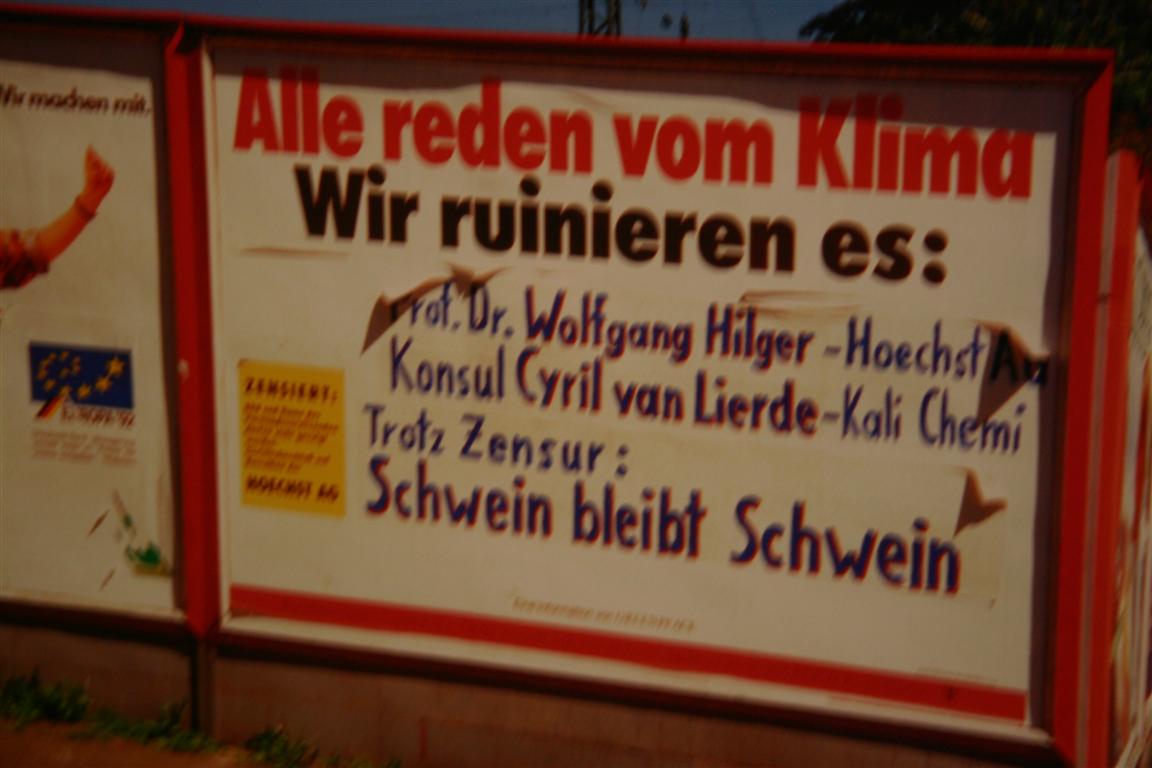 Wir machen mit.
Alle reden vom Klima
Wir ruinieren es:
Prof. Dr. Wolfgang Hilger - Hoechst AG
Konsul Cyril van Lierde - Kali Chemi
Trotz Zensur:
Schwein bleibt Schwein
ZENSIERT:
HOECHST AG